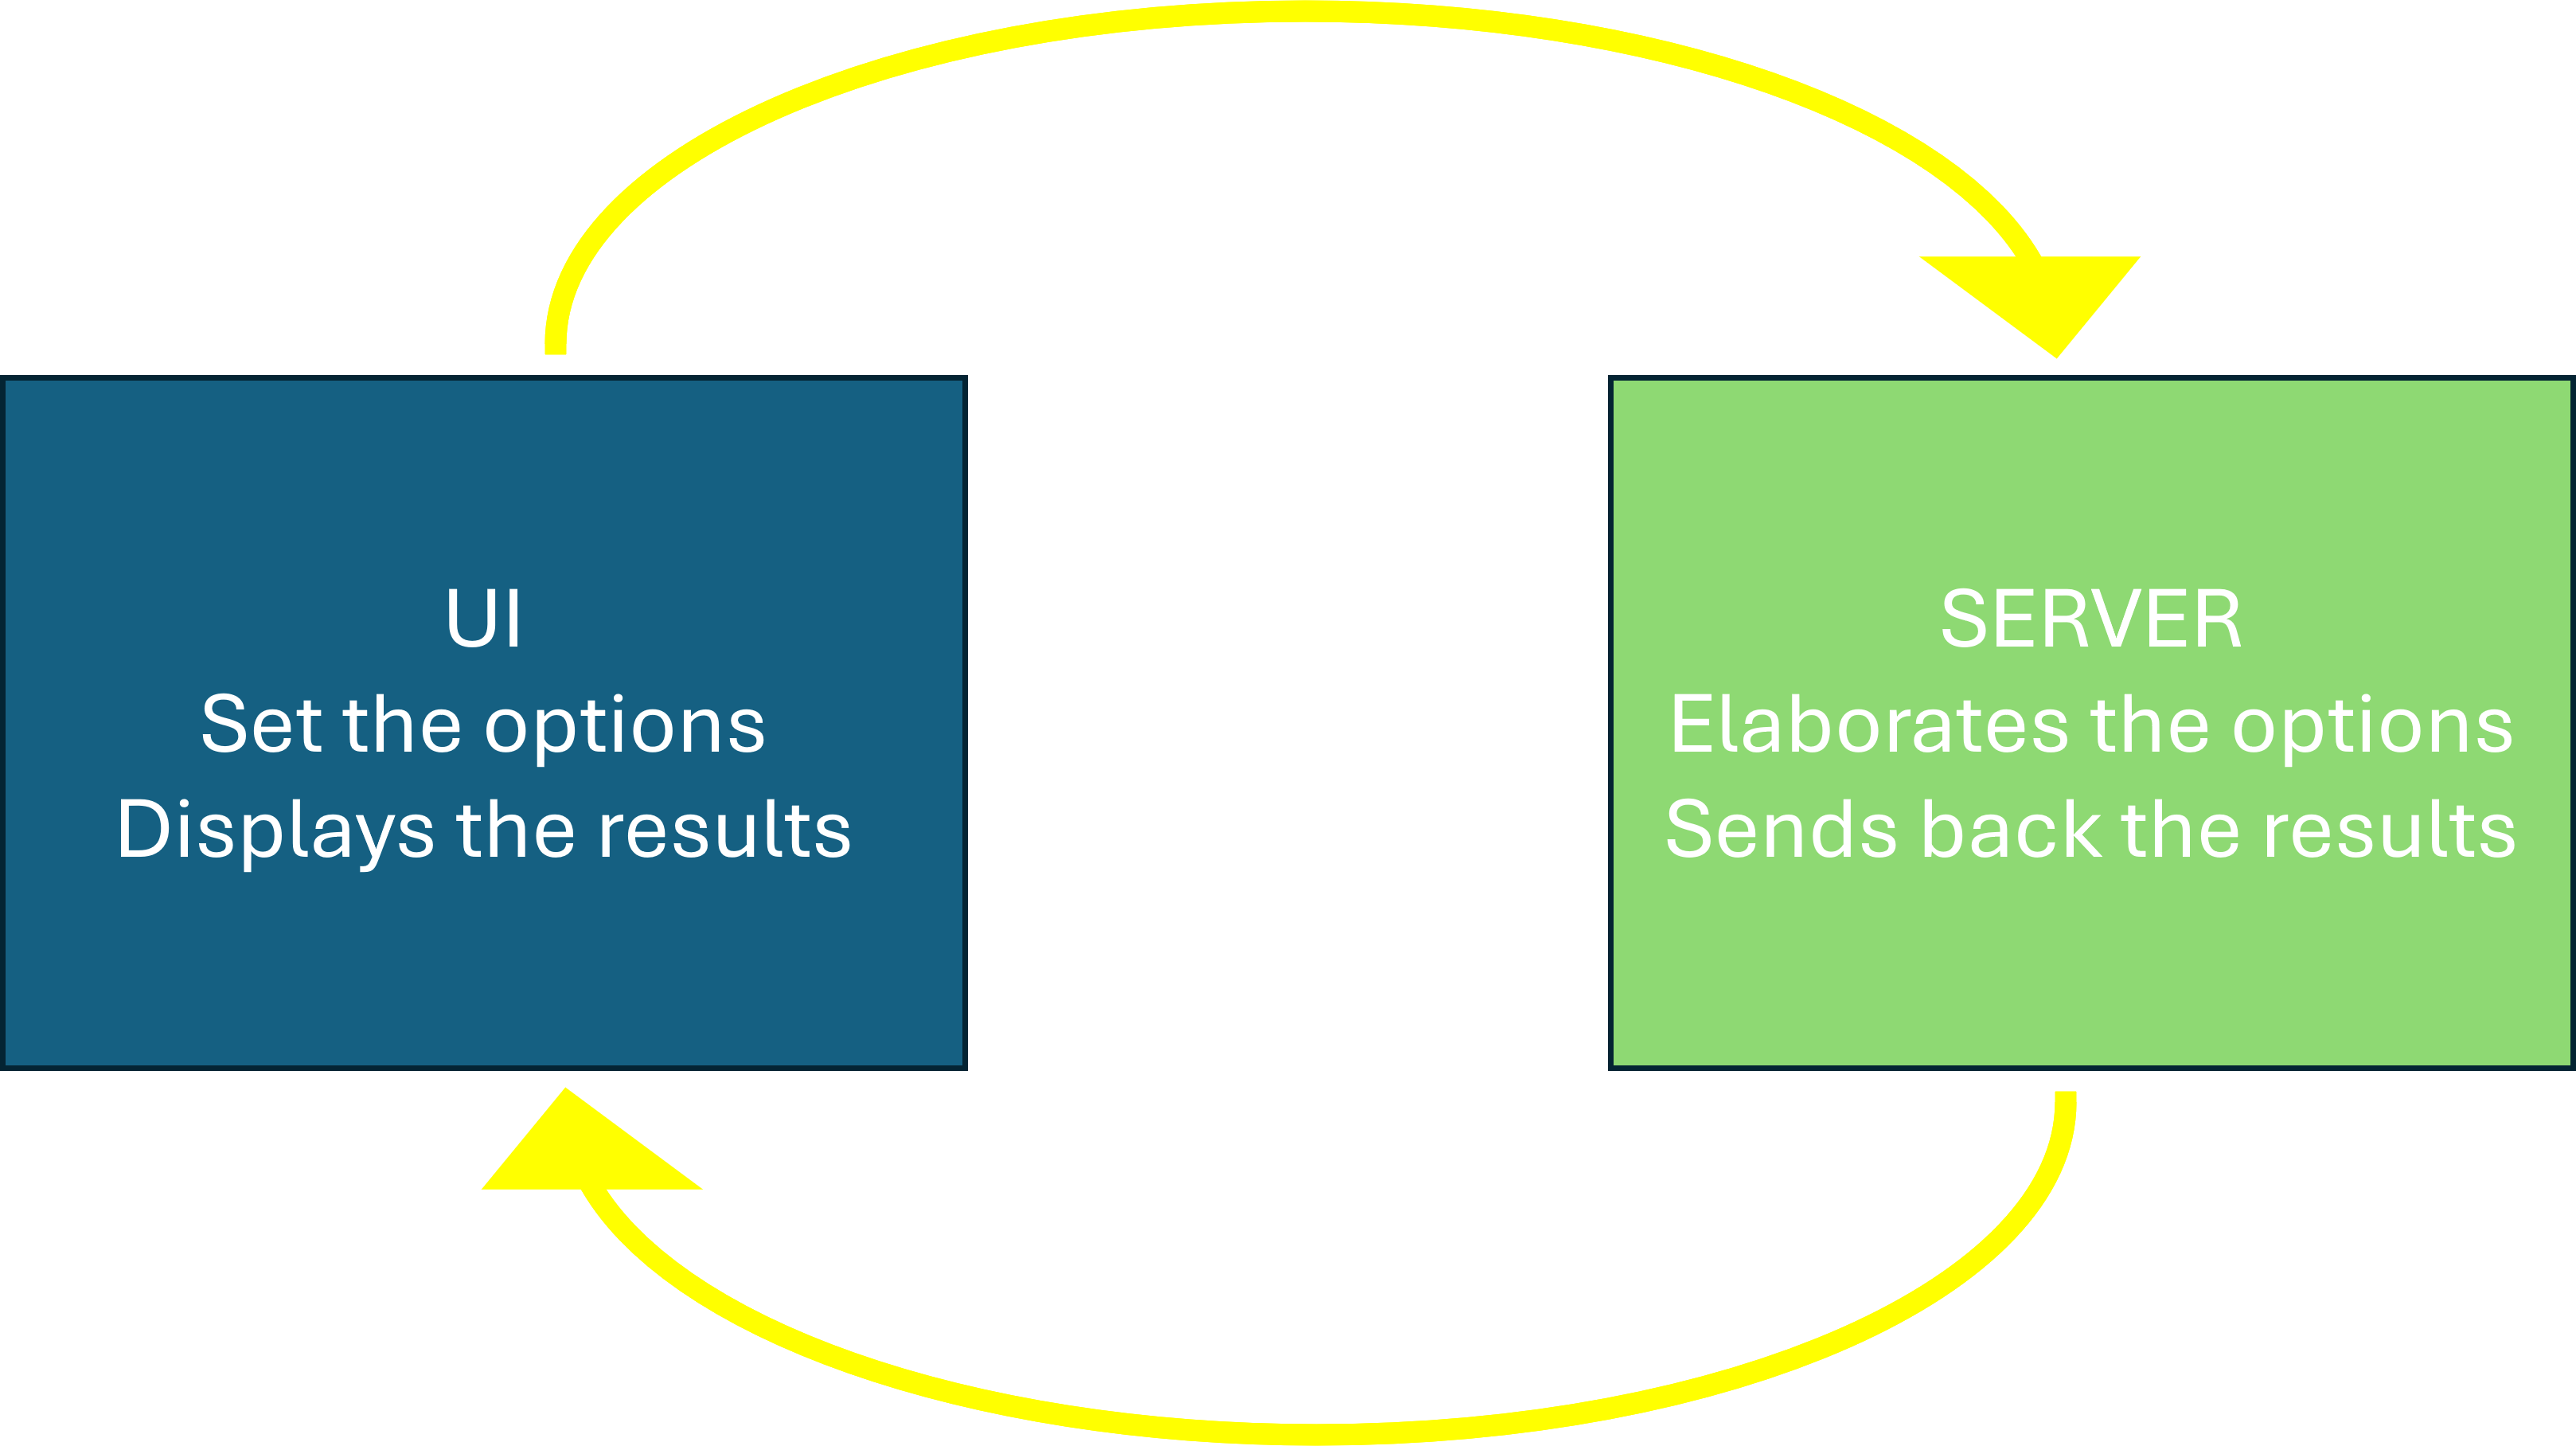 UI
Set the options
Displays the results
SERVER
Elaborates the options
Sends back the results